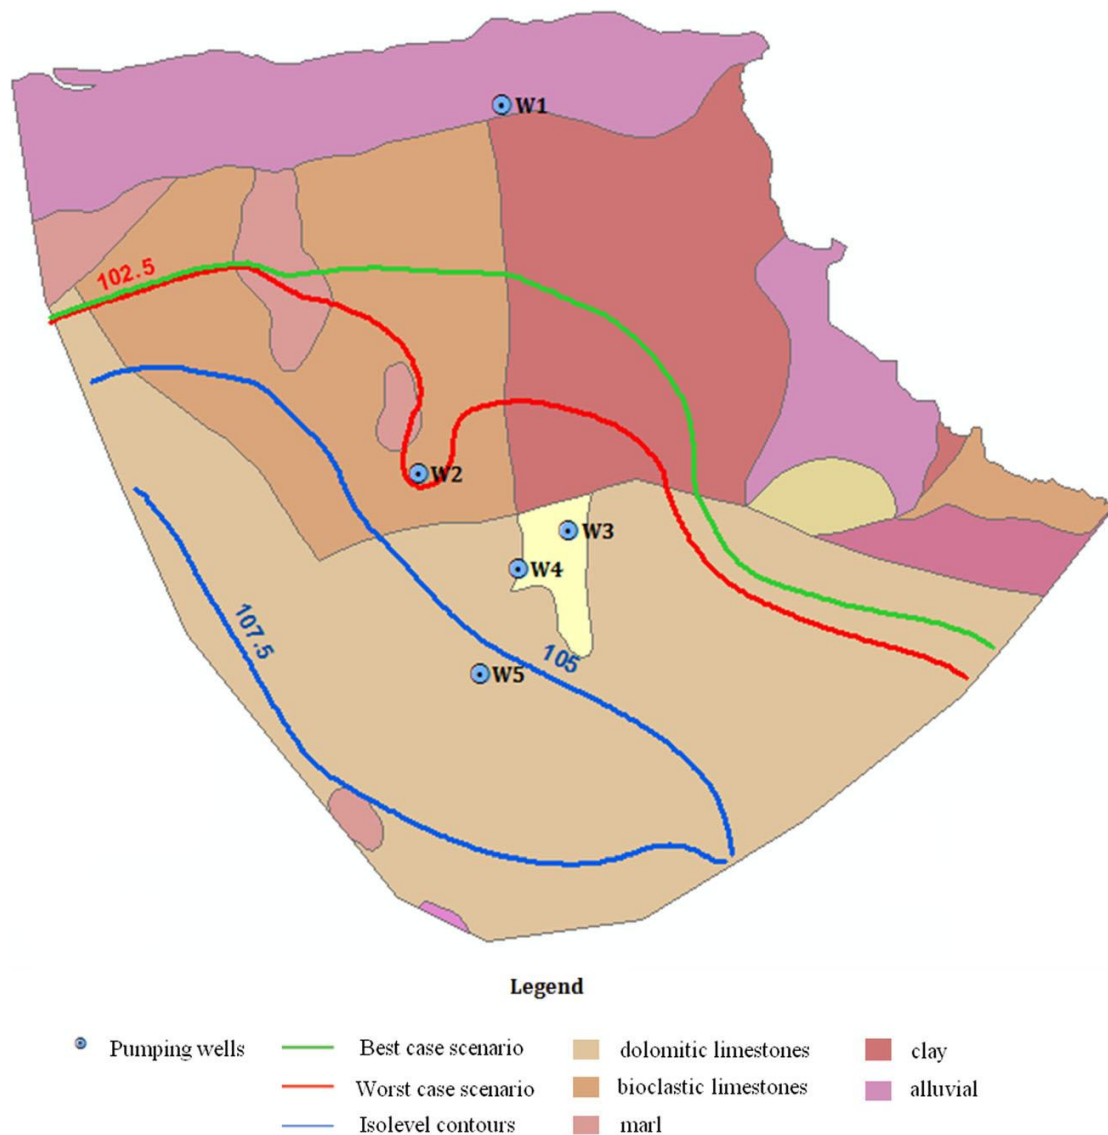 W1
102.5
W2
W3
W4
107.5
105
W5
Legend
Pumping wells
Best case scenario
dolomitic limestones
clay
Worst case scenario
bioclastic limestones
alluvial
Isolevel contours
marl